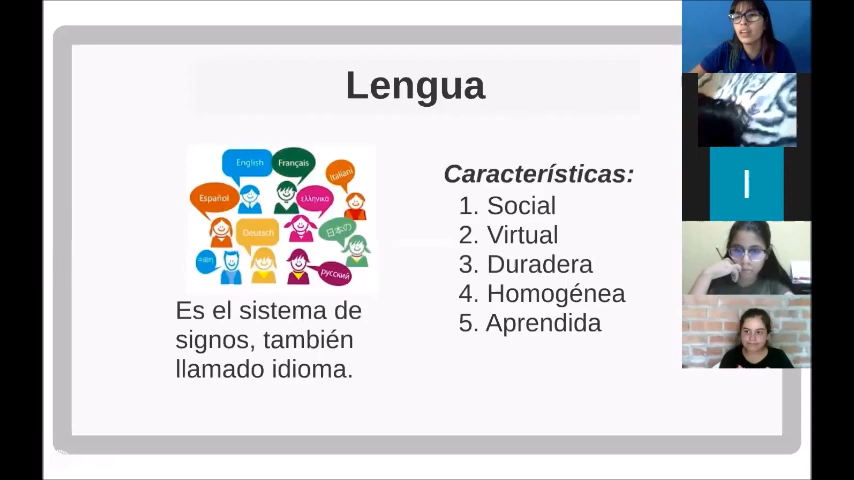 Lengua
English
Français
Italiani
Español
ελληνικά
Deutsch
日本の
русский
Es el sistema de
signos, también
llamado idioma.
Características:
1. Social
2. Virtual
3. Duradera
4. Homogénea
5. Aprendida
I